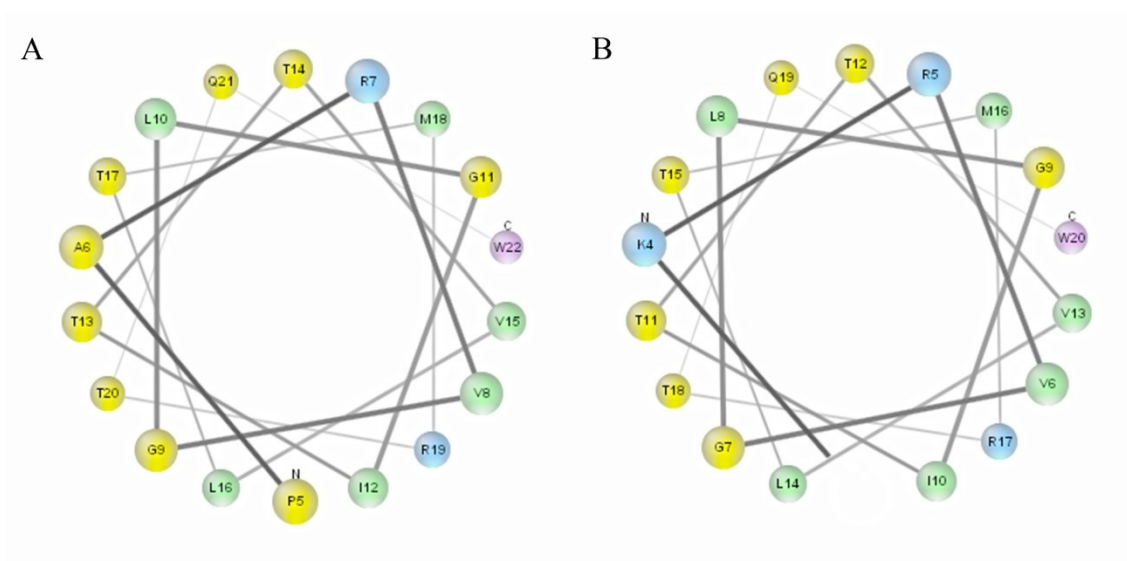 A
Q21
T14
R7
L10
M18
T17
G11
A6
C
W22
T13
V15
T20
V8
G9
R19
L16
N
P5
I12
B
Q19
T12
R5
L8
M16
T15
G9
N
K4
C
W20
T11
V13
T18
V6
G7
R17
L14
I10